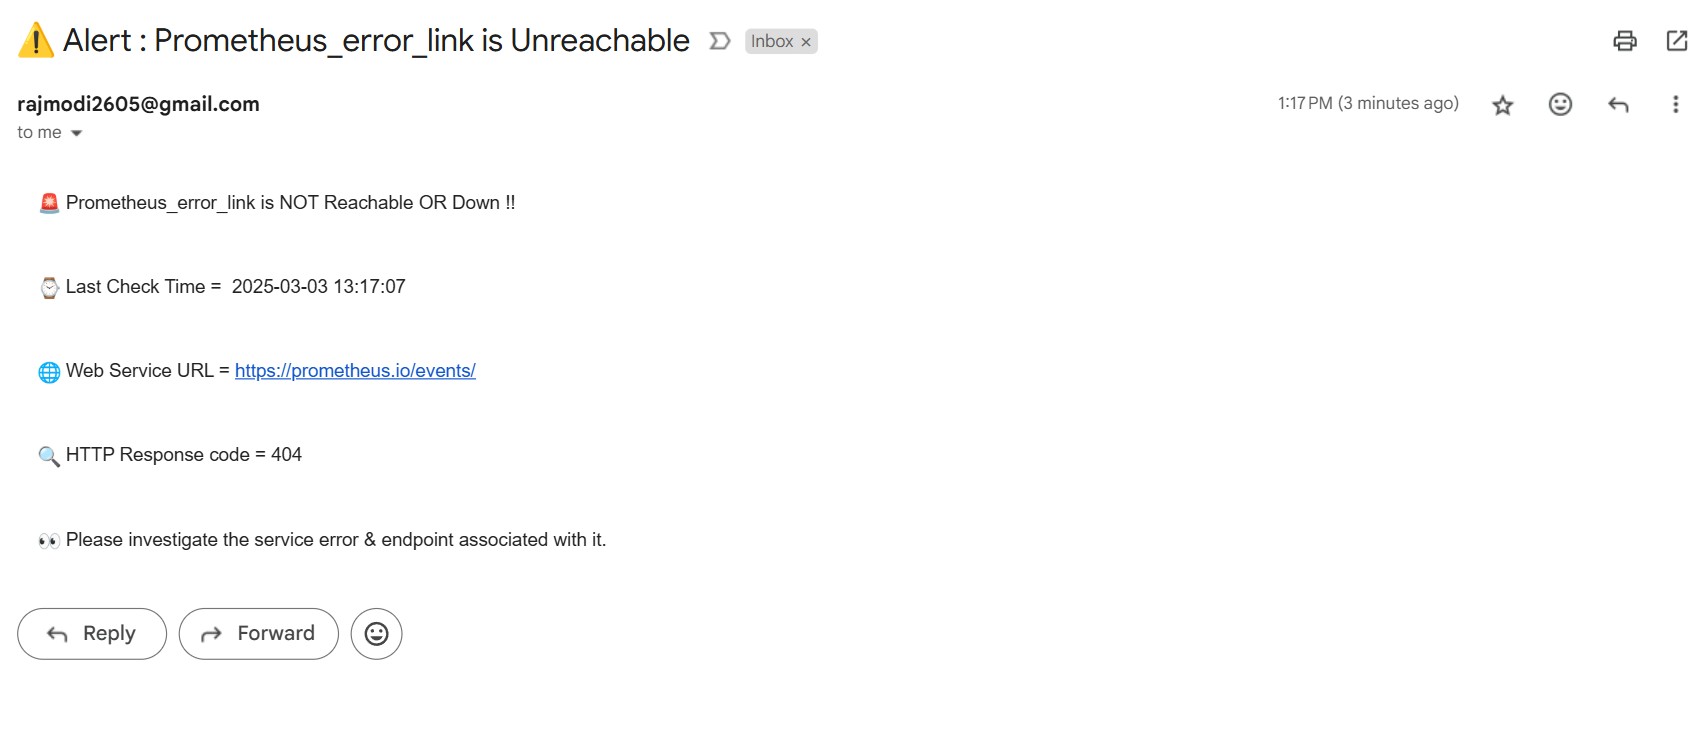 ⚠️ Alert : Prometheus_error_link is Unreachable Inbox ×
rajmodi2605@gmail.com 1:17 PM (3 minutes ago)
to me
🚨 Prometheus_error_link is NOT Reachable OR Down !!
⌚ Last Check Time =  2025-03-03 13:17:07
🌐 Web Service URL = https://prometheus.io/events/
🔍 HTTP Response code = 404
👀 Please investigate the service error & endpoint associated with it.
Reply Forward